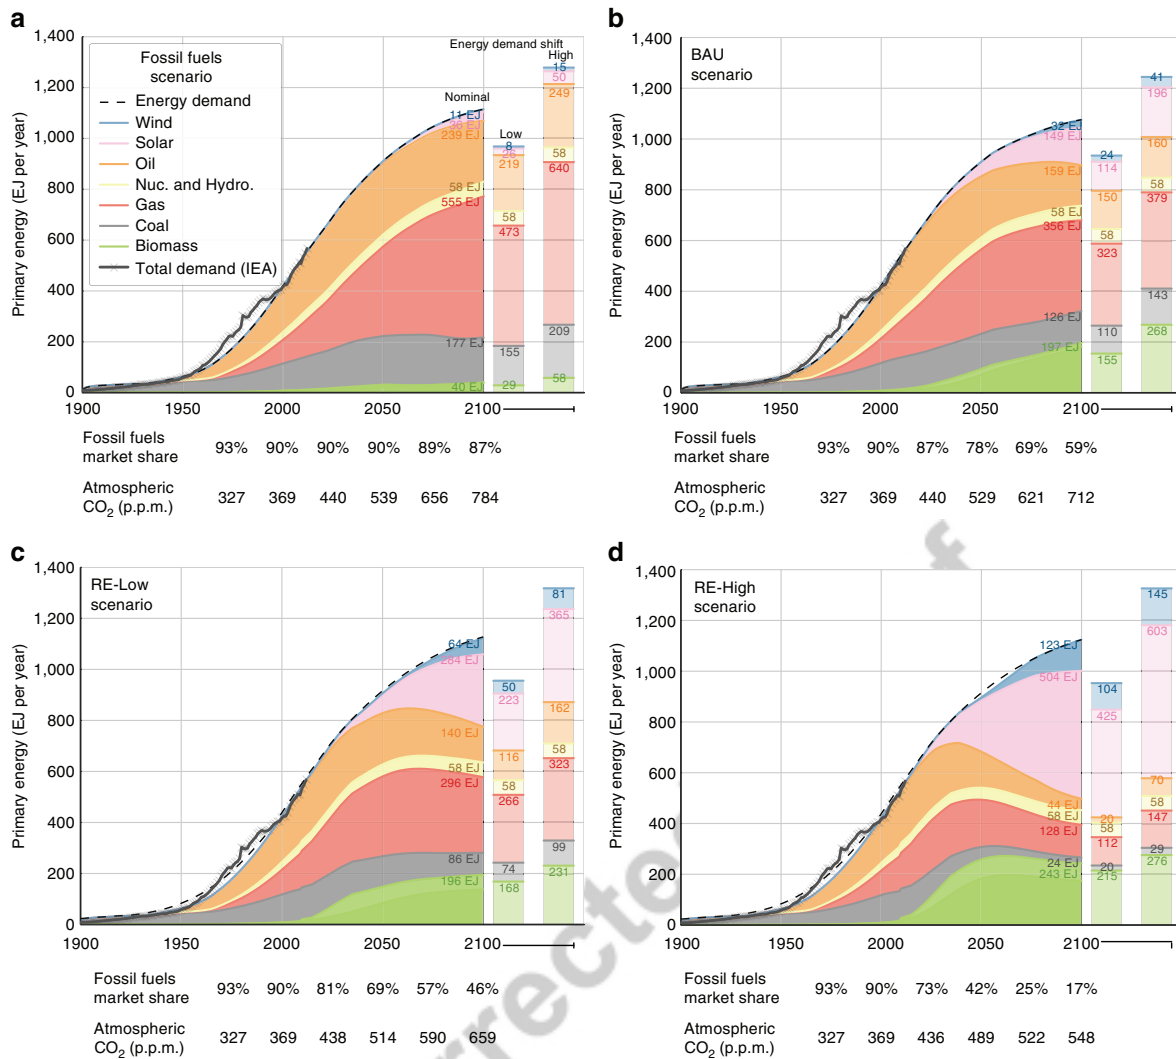 a
1,400
1,200
1,000
800
600
400
200
0
Primary energy (EJ per year)
Fossil fuels
scenario
Energy demand
Wind
Solar
Oil
Nuc. and Hydro.
Gas
Coal
Biomass
Total demand (IEA)
Energy demand shift
High
Nominal
Low
11 EJ
36 EJ
239 EJ
58 EJ
555 EJ
177 EJ
40 EJ
8
26
219
58
473
155
29
15
50
249
58
640
209
58
1900 1950 2000 2050 2100
Fossil fuels
market share
93% 90% 90% 90% 89% 87%
Atmospheric
CO2 (p.p.m.)
327 369 440 539 656 784
b
1,400
1,200
1,000
800
600
400
200
0
Primary energy (EJ per year)
BAU
scenario
32 EJ
149 EJ
159 EJ
58 EJ
356 EJ
126 EJ
197 EJ
24
114
150
58
323
110
155
41
196
160
58
379
143
268
1900 1950 2000 2050 2100
Fossil fuels
market share
93% 90% 87% 78% 69% 59%
Atmospheric
CO2 (p.p.m.)
327 369 440 529 621 712
c
1,400
1,200
1,000
800
600
400
200
0
Primary energy (EJ per year)
RE-Low
scenario
64 EJ
284 EJ
140 EJ
58 EJ
296 EJ
86 EJ
196 EJ
50
223
116
58
266
74
168
81
365
162
58
323
99
231
1900 1950 2000 2050 2100
Fossil fuels
market share
93% 90% 81% 69% 57% 46%
Atmospheric
CO2 (p.p.m.)
327 369 438 514 590 659
d
1,400
1,200
1,000
800
600
400
200
0
Primary energy (EJ per year)
RE-High
scenario
123 EJ
504 EJ
44 EJ
58 EJ
128 EJ
24 EJ
243 EJ
104
425
20
58
112
20
215
145
603
70
58
147
29
276
1900 1950 2000 2050 2100
Fossil fuels
market share
93% 90% 73% 42% 25% 17%
Atmospheric
CO2 (p.p.m.)
327 369 436 489 522 548